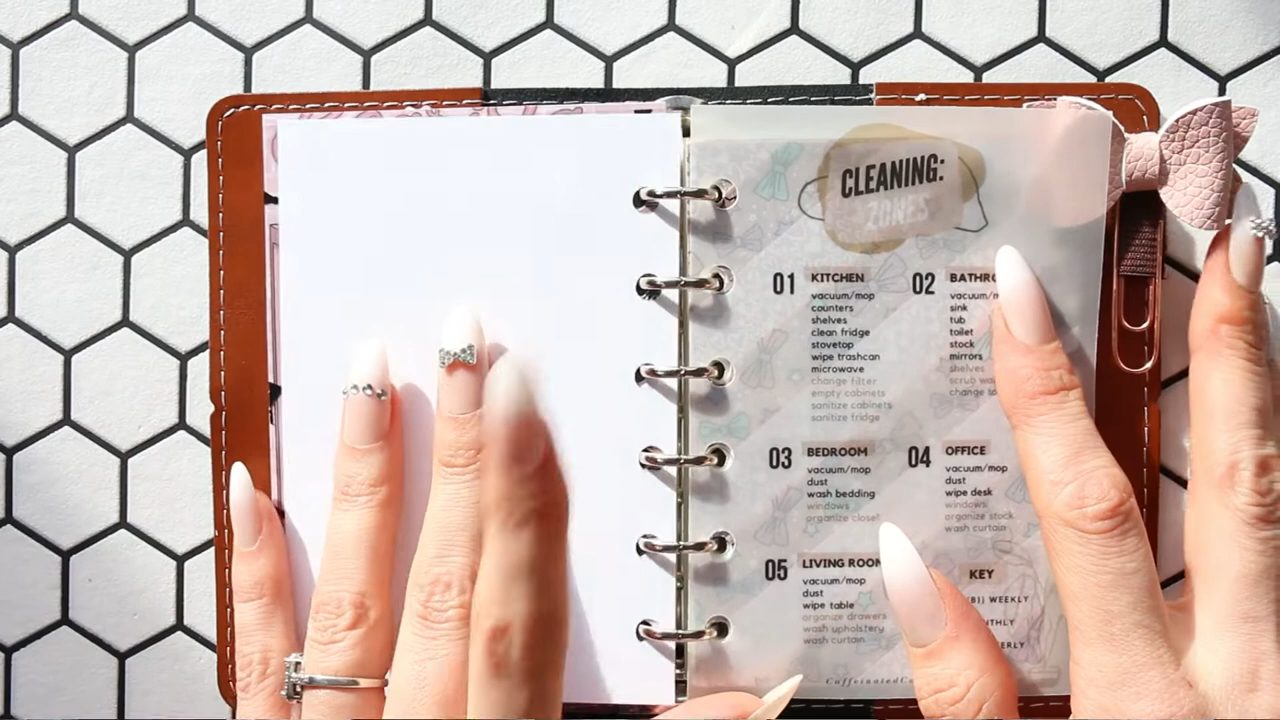 CLEANING:
ZONES
01 KITCHEN
vacuum/mop
counters
shelves
clean fridge
stovetop
wipe trashcan
microwave
change filter
empty cabinets
sanitize cabinets
sanitize fridge
02
sink
tub
toilet
stock
mirrors
shelves
scrub
change
03 BEDROOM
vacuum/mop
dust
wash bedding
windows
organize closet
04 OFFICE
vacuum/mop
dust
wipe desk
windows
organize stock
wash curtain
05 LIVING ROOM
vacuum/mop
dust
wipe table
organize drawers
wash upholstery
wash curtain
KEY
(BI) WEEKLY